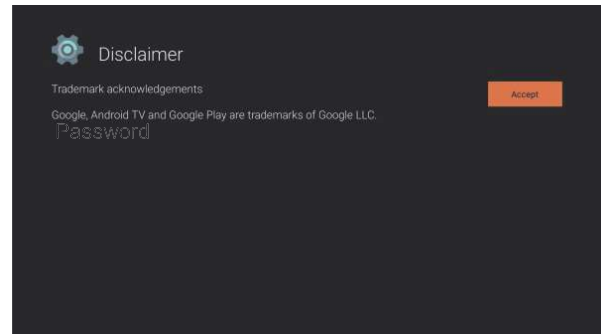 Disclaimer
Trademark acknowledgements
Accept
Google, Android TV and Google Play are trademarks of Google LLC.
Password